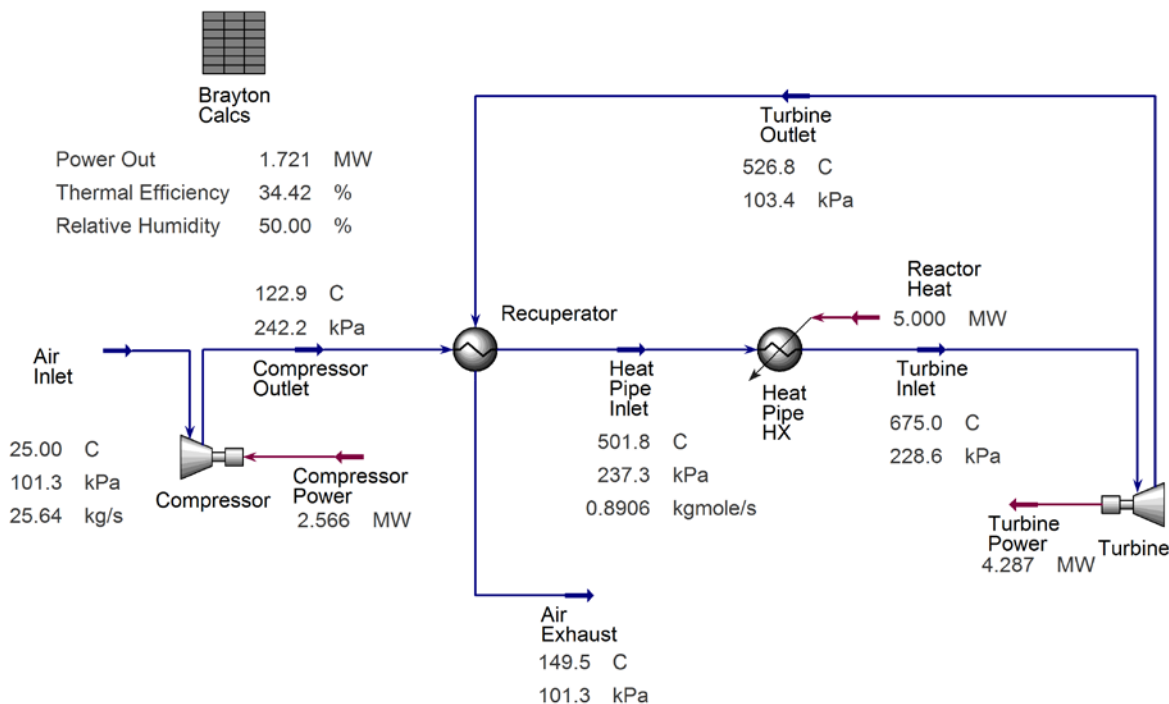 Brayton
Calcs
Power Out 1.721 MW
Thermal Efficiency 34.42 %
Relative Humidity 50.00 %
Turbine
Outlet
526.8 C
103.4 kPa
122.9 C
242.2 kPa
Recuperator
Reactor
Heat
5.000 MW
Air
Inlet
Compressor
Outlet
Heat
Pipe
Inlet
Heat
Pipe
HX
Turbine
Inlet
25.00 C
101.3 kPa
25.64 kg/s
Compressor
Compressor
Power
2.566 MW
501.8 C
237.3 kPa
0.8906 kgmole/s
675.0 C
228.6 kPa
Turbine
Power
4.287 MW
Turbine
Air
Exhaust
149.5 C
101.3 kPa